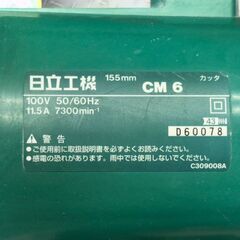 日立工機 155mm CM 6 カッタ
100V 50/60Hz
11.5A 7300min⁻¹
43
D60078
警告
●ご使用前に取扱説明書をよくお読みください。
●感電の恐れがあります。雨中では使用しないでください。
C309008A